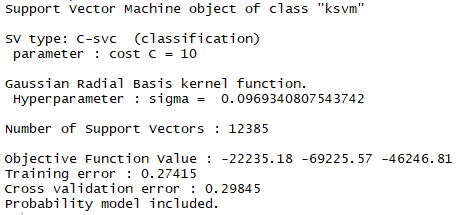 Support Vector Machine object of class "ksvm"
SV type: C-svc (classification)
parameter : cost C = 10
Gaussian Radial Basis kernel function.
Hyperparameter : sigma = 0.0969340807543742
Number of Support Vectors : 12385
Objective Function Value : -22235.18 -69225.57 -46246.81
Training error : 0.27415
Cross validation error : 0.29845
Probability model included.